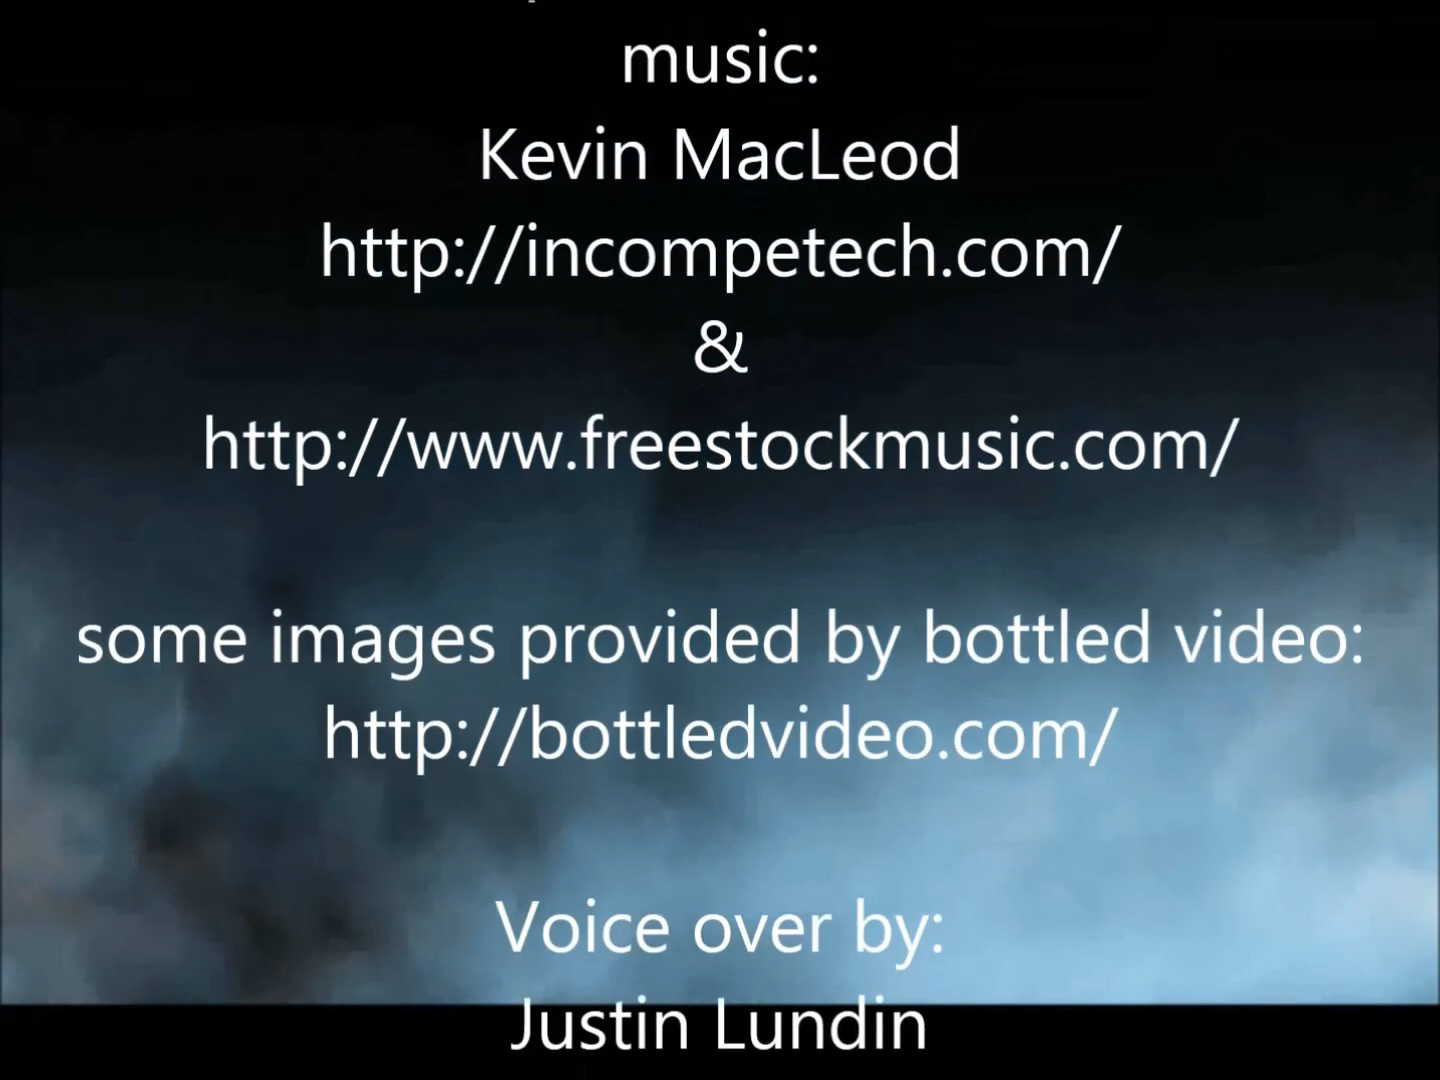 music:
Kevin MacLeod
http://incompetech.com/
&
http://www.freestockmusic.com/
some images provided by bottled video:
http://bottledvideo.com/
Voice over by:
Justin Lundin